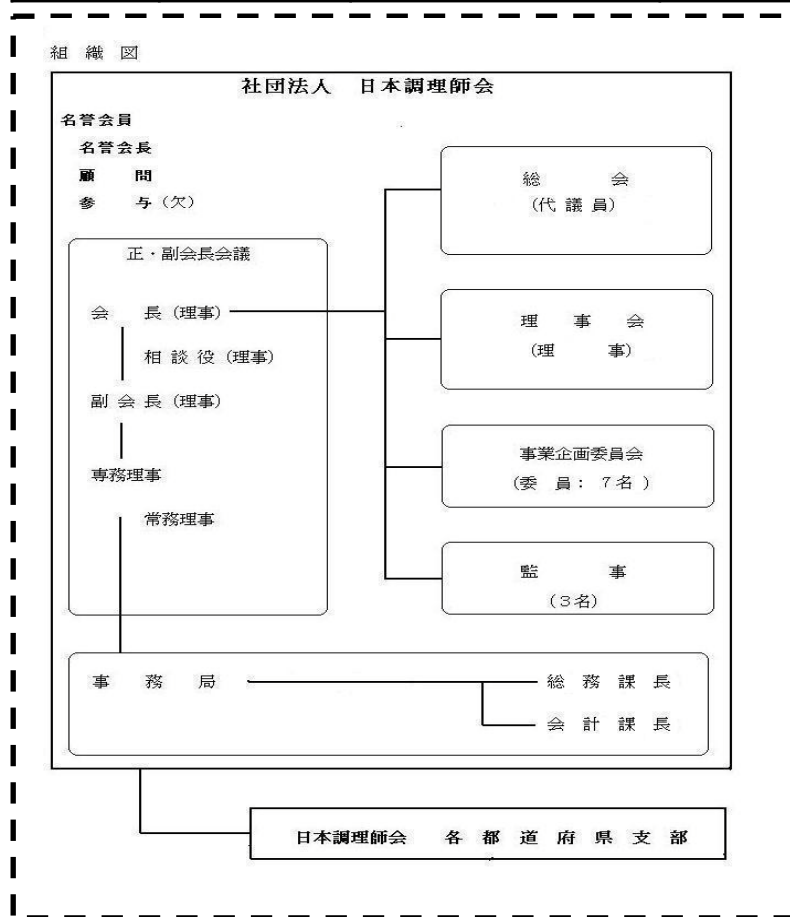 組 織 図
社団法人 日本調理師会
名誉会員
名誉会長
顧 問
参 与（欠）
正・副会長会議
会 長（理事）
相 談 役（理事）
副 会 長（理事）
専務理事
常務理事
総 会
（代 議 員）
理 事 会
（理 事）
事業企画委員会
（委 員： ７名 ）
監 事
（３名）
事 務 局
総 務 課 長
会 計 課 長
日本調理師会 各 都 道 府 県 支 部